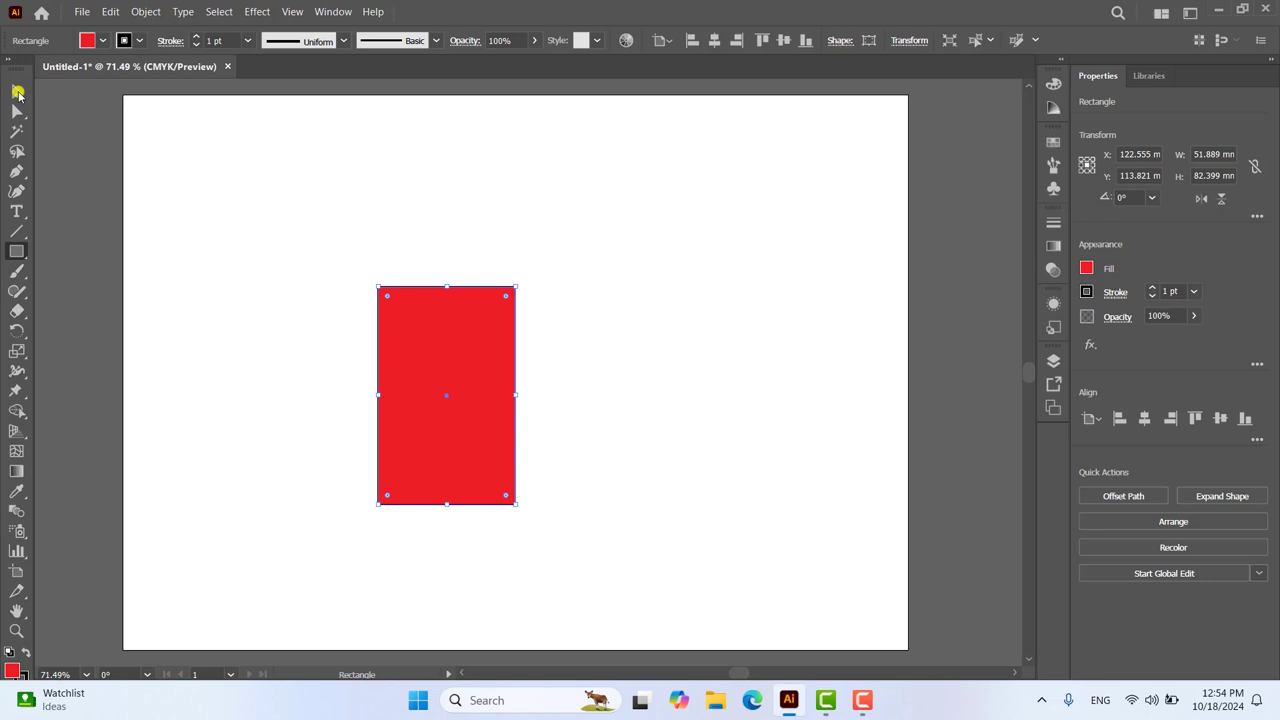 Ai File Edit Object Type Select Effect View Window Help
Rectangle Stroke: 1 pt Uniform Basic Opacity: 100% Style: Shape: Transform
Untitled-1* @ 71.49 % (CMYK/Preview) ×
Properties Libraries
Rectangle
Transform
X: 122.555 m W: 51.889 mn
Y: 113.821 m H: 82.399 mn
0°
Appearance
Fill
Stroke 1 pt
Opacity 100%
fx.
Align
Quick Actions
Offset Path Expand Shape
Arrange
Recolor
Start Global Edit
71.49% 0° 1 Rectangle
Watchlist
Ideas
Search
Ai
ENG
12:54 PM
10/18/2024